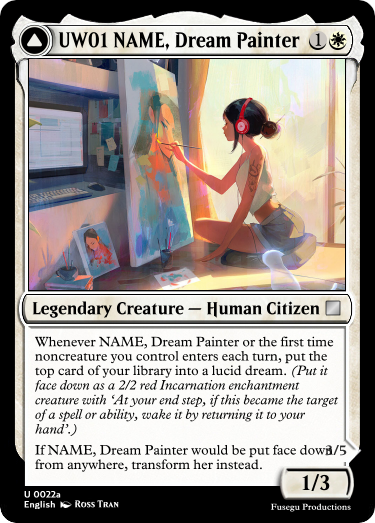 UW01 NAME, Dream Painter 1
Legendary Creature — Human Citizen
Whenever NAME, Dream Painter or the first time
noncreature you control enters each turn, put the
top card of your library into a lucid dream. (Put it
face down as a 2/2 red Incarnation enchantment
creature with ‘At your end step, if this became the target
of a spell or ability, wake it by returning it to your
hand’.)
If NAME, Dream Painter would be put face down
from anywhere, transform her instead.
3/5
1/3
U 0022a
English Ross Tran
Fusegu Productions